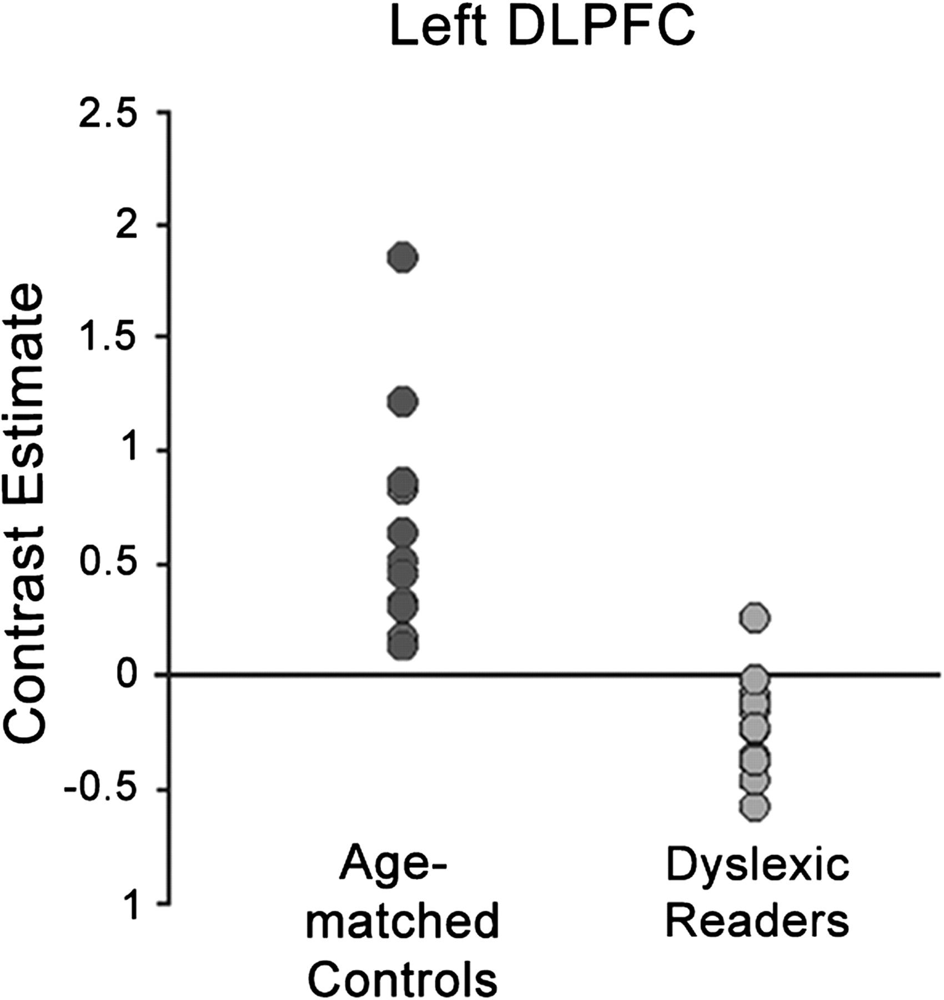 Left DLPFC
2.5
2
1.5
1
0.5
0
-0.5
1
Contrast Estimate
Age-
matched
Controls
Dyslexic
Readers